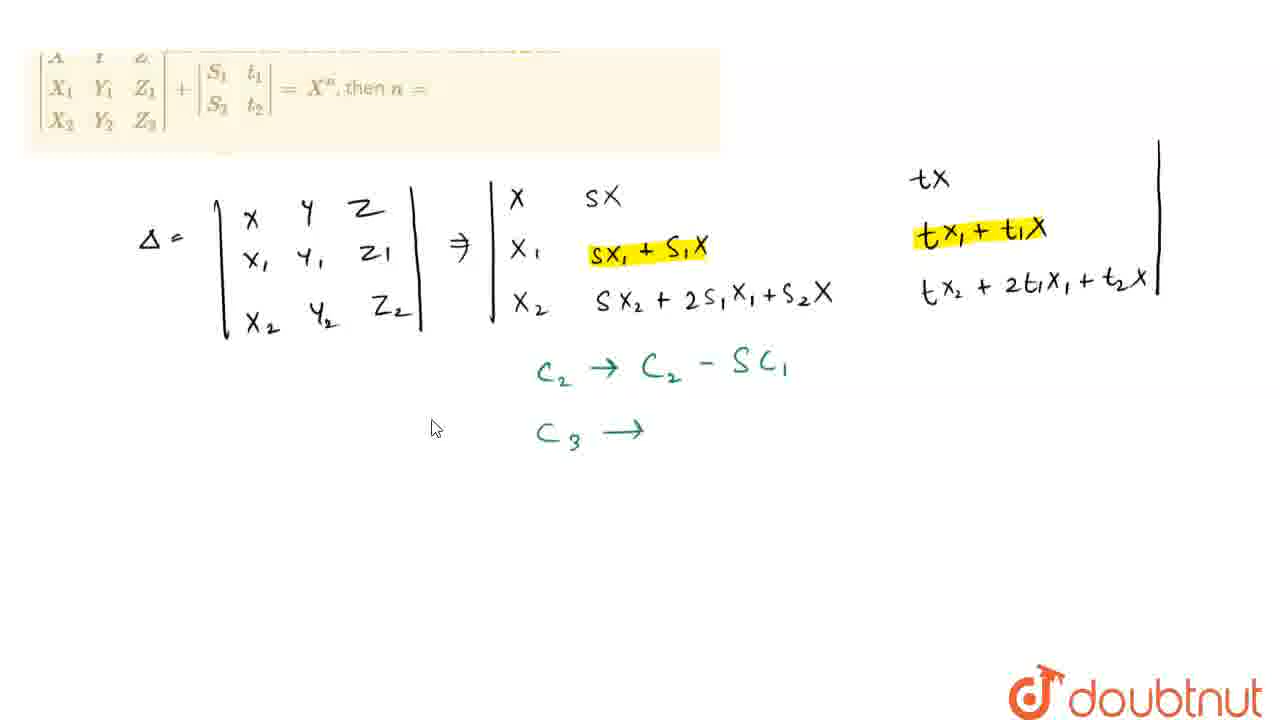 X Y Z
X₁ Y₁ Z₁
X₂ Y₂ Z₂
+
S₁ t₁
S₂ t₂
= Xⁿ, then n =
Δ =
X Y Z
X₁ Y₁ Z₁
X₂ Y₂ Z₂
⇒
X SX tX
X₁ SX₁ + S₁X tX₁ + t₁X
X₂ SX₂ + 2S₁X₁ + S₂X tX₂ + 2t₁X₁ + t₂X
C₂ → C₂ - SC₁
C₃ →
doubtnut